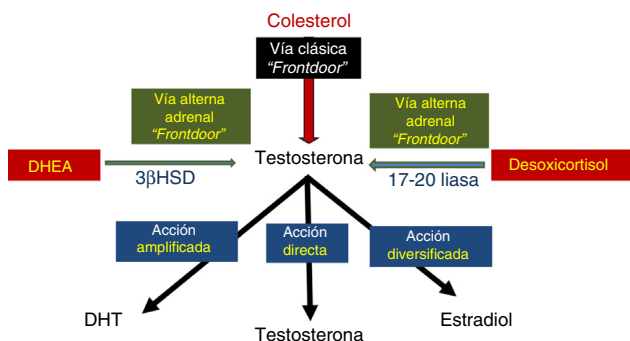 Colesterol
Vía clásica
"Frontdoor"
Vía alterna
adrenal
"Frontdoor"
Vía alterna
adrenal
"Frontdoor"
DHEA
3βHSD
Testosterona
17-20 liasa
Desoxicortisol
Acción
amplificada
Acción
directa
Acción
diversificada
DHT
Testosterona
Estradiol